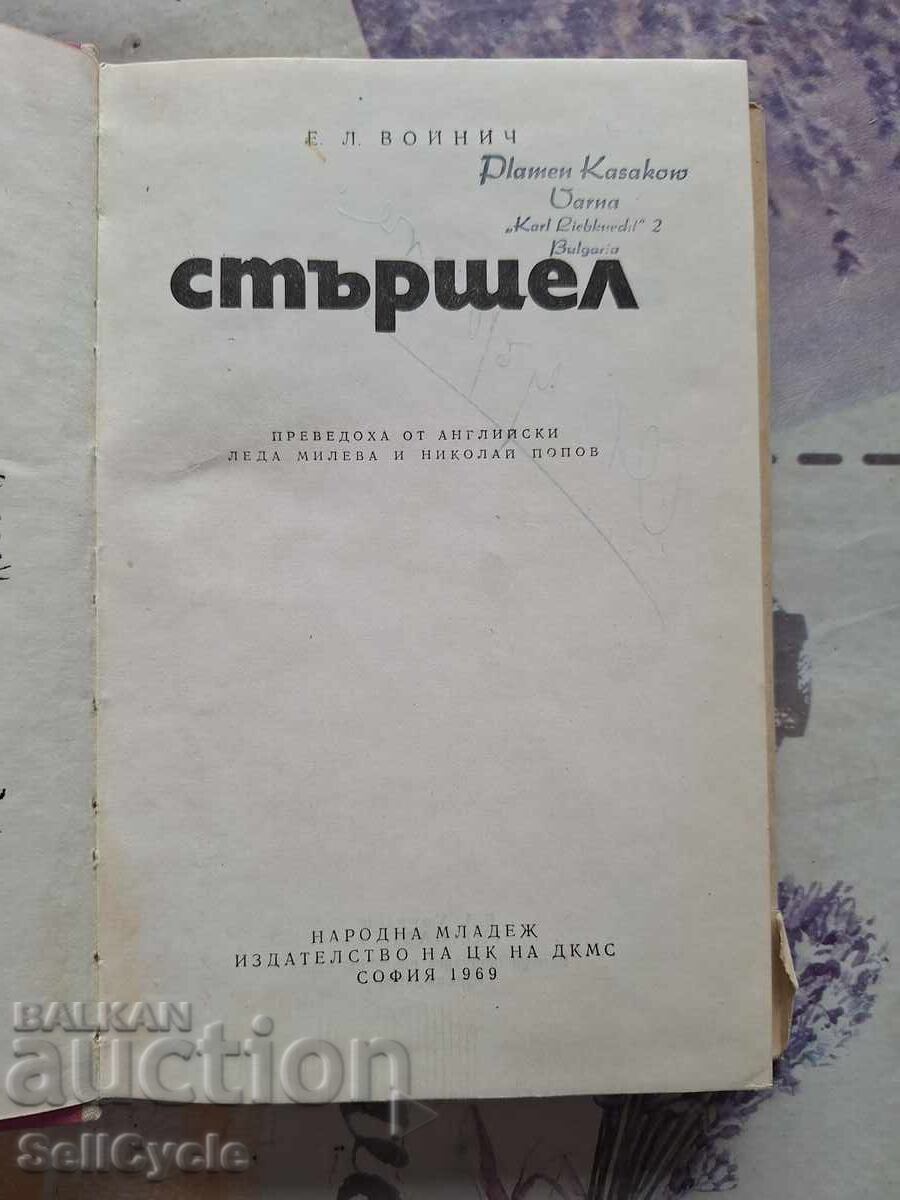 Е. Л. ВОЙНИЧ
Plamen Kasakow
Varna
„Karl Liebknecht" 2
Bulgaria
стършел
ПРЕВЕДОХА ОТ АНГЛИЙСКИ
ЛЕДА МИЛЕВА И НИКОЛАЙ ПОПОВ
НАРОДНА МЛАДЕЖ
ИЗДАТЕЛСТВО НА ЦК НА ДКМС
СОФИЯ 1969
BALKAN
auction
SellCycle